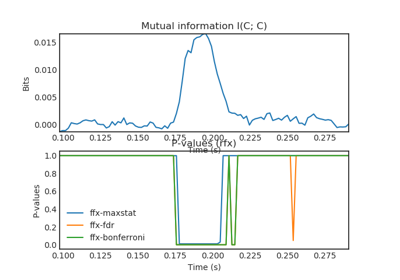 Mutual information I(C; C)
0.015
0.010
0.005
0.000
Bits
0.100 0.125 0.150 0.175 0.200 0.225 0.250 0.275
Time (s)
P-values (rfx)
1.0
0.8
0.6
0.4
0.2
0.0
P-values
ffx-maxstat
ffx-fdr
ffx-bonferroni
0.100 0.125 0.150 0.175 0.200 0.225 0.250 0.275
Time (s)